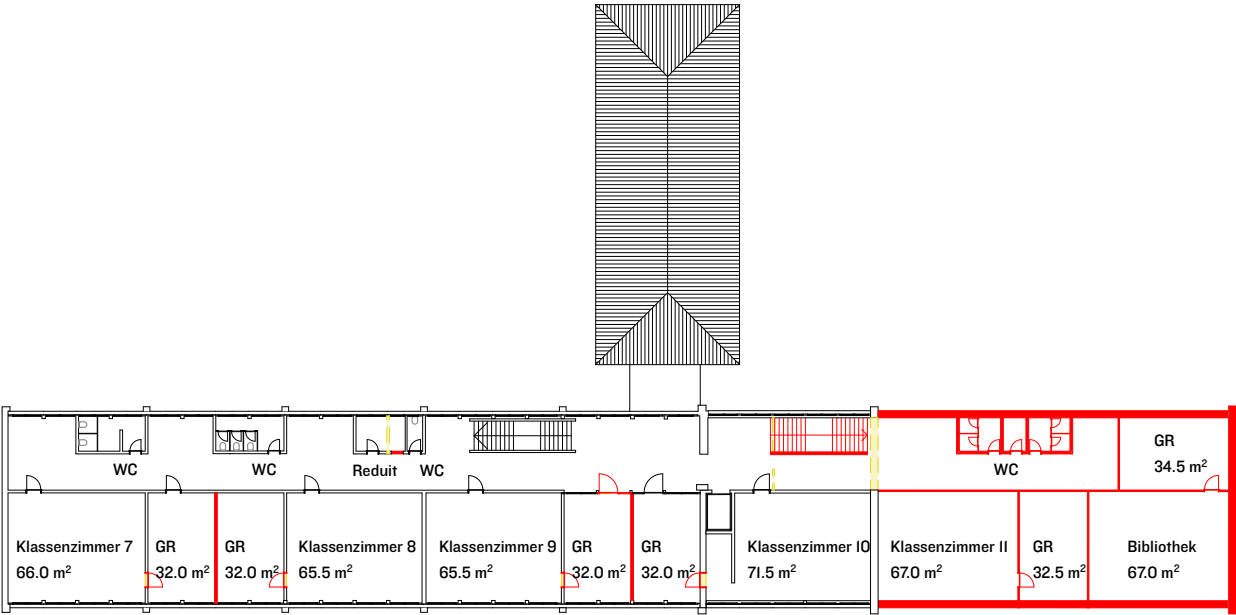 GR
34.5 m²
WC
WC
Reduit
WC
WC
Klassenzimmer 7
66.0 m²
GR
32.0 m²
GR
32.0 m²
Klassenzimmer 8
65.5 m²
Klassenzimmer 9
65.5 m²
GR
32.0 m²
GR
32.0 m²
Klassenzimmer 10
71.5 m²
Klassenzimmer 11
67.0 m²
GR
32.5 m²
Bibliothek
67.0 m²